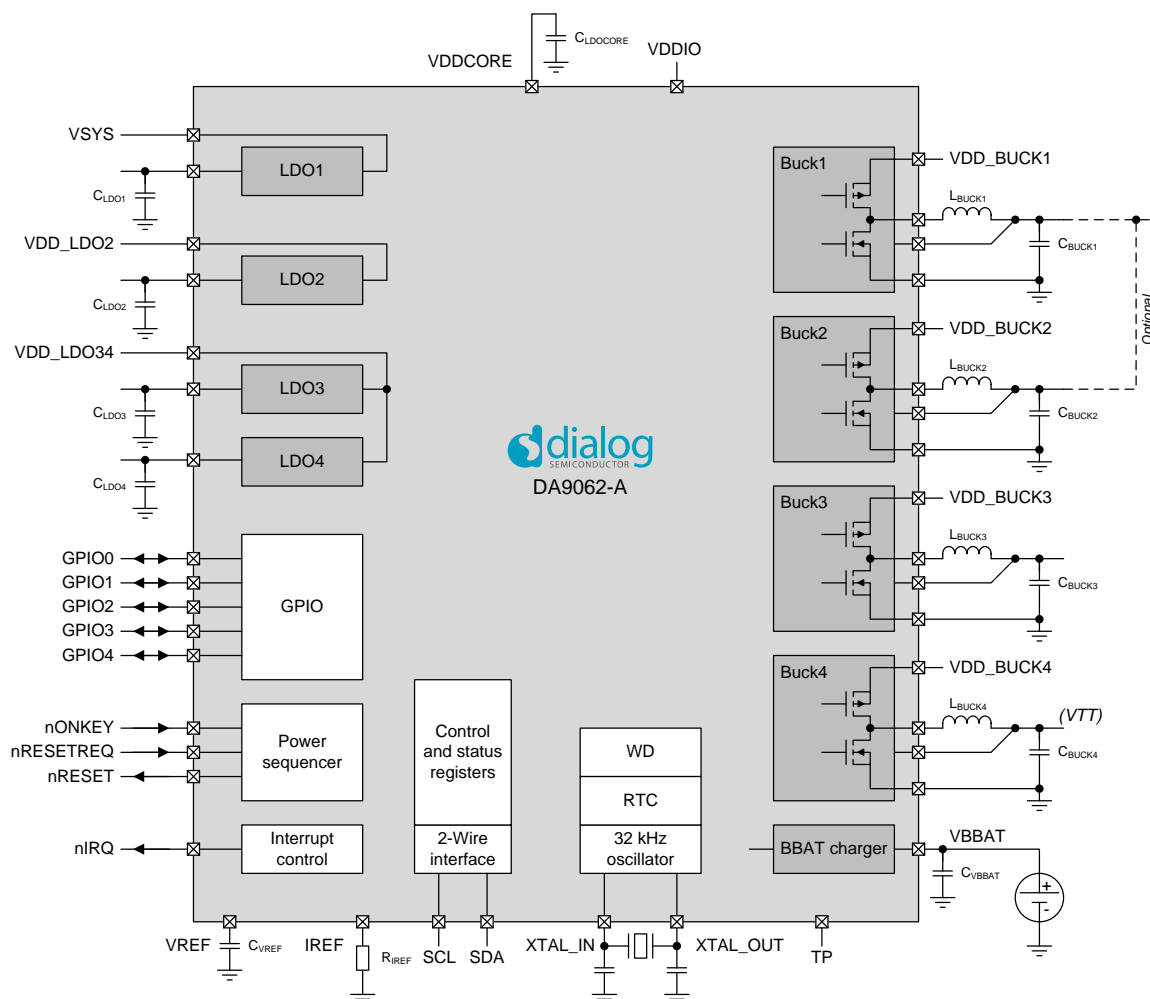 VDDCORE
CLDOCORE
VDDIO
VSYS
LDO1
CLDO1
VDD_LDO2
LDO2
CLDO2
VDD_LDO34
LDO3
CLDO3
LDO4
CLDO4
GPIO0
GPIO1
GPIO2
GPIO3
GPIO4
GPIO
nONKEY
nRESETREQ
nRESET
Power
sequencer
nIRQ
Interrupt
control
dialog
SEMICONDUCTOR
DA9062-A
Control
and status
registers
2-Wire
interface
WD
RTC
32 kHz
oscillator
Buck1
VDD_BUCK1
LBUCK1
CBUCK1
Optional
Buck2
VDD_BUCK2
LBUCK2
CBUCK2
Buck3
VDD_BUCK3
LBUCK3
CBUCK3
Buck4
VDD_BUCK4
LBUCK4
(VTT)
CBUCK4
BBAT charger
VBBAT
CVBBAT
+
-
VREF
CVREF
IREF
RIREF
SCL
SDA
XTAL_IN
XTAL_OUT
TP